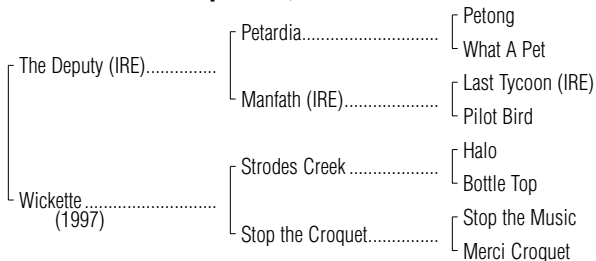 Petong
Petardia
What A Pet
The Deputy (IRE)
Last Tycoon (IRE)
Manfath (IRE)
Pilot Bird
Halo
Strodes Creek
Bottle Top
Wickette
(1997)
Stop the Music
Stop the Croquet
Merci Croquet